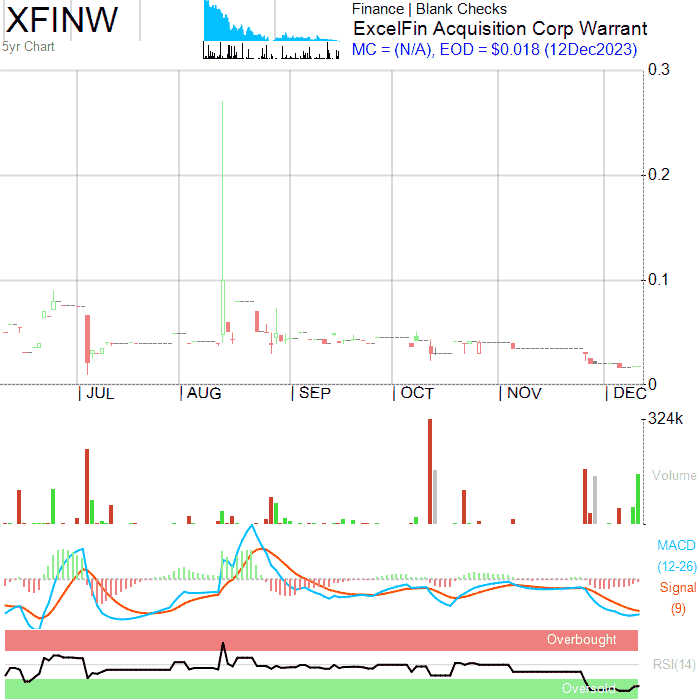 XFINW
5yr Chart
Finance | Blank Checks
ExcelFin Acquisition Corp Warrant
MC = (N/A), EOD = $0.018 (12Dec2023)
0.3
0.2
0.1
0
| JUL | AUG | SEP | OCT | NOV | DEC
324k
Volume
MACD
(12-26)
Signal
(9)
Overbought
RSI(14)
Oversold